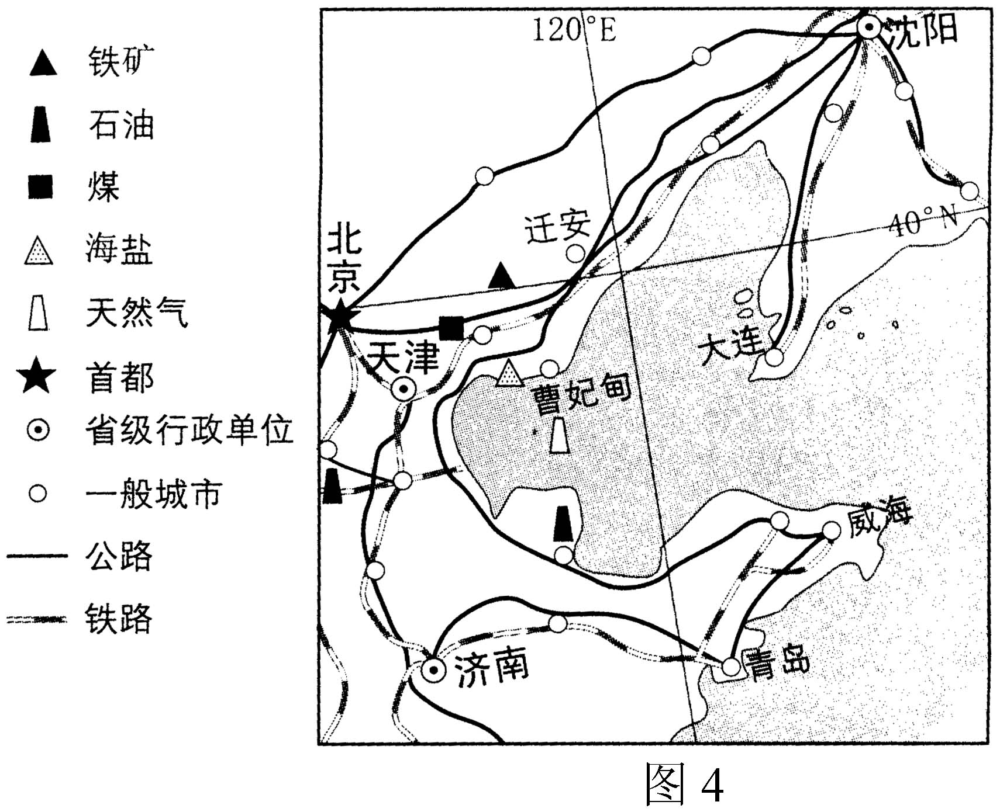 铁矿
石油
煤
海盐
天然气
首都
省级行政单位
一般城市
公路
铁路
120°E
沈阳
迁安
40°N
北京
天津
大连
曹妃甸
威海
济南
青岛
图 4